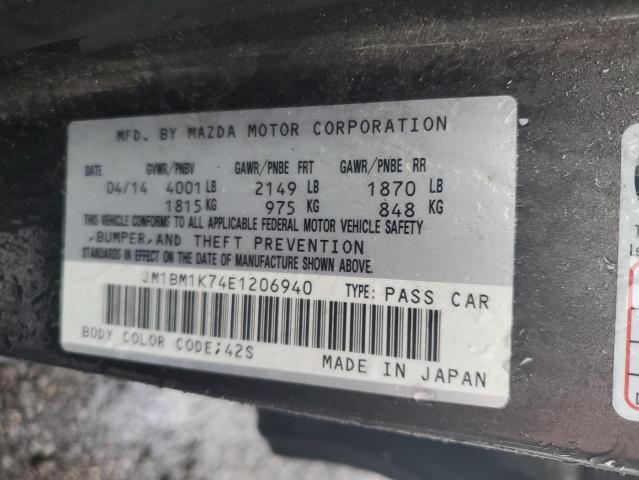 MFD. BY MAZDA MOTOR CORPORATION
DATE GVWR/PNBV GAWR/PNBE FRT GAWR/PNBE RR
04/14 4001 LB 2149 LB 1870 LB
1815 KG 975 KG 848 KG
THIS VEHICLE CONFORMS TO ALL APPLICABLE FEDERAL MOTOR VEHICLE SAFETY
,BUMPER,AND THEFT PREVENTION
STANDARDS IN EFFECT ON THE DATE OF MANUFACTURE SHOWN ABOVE.
JM1BM1K74E1206940 TYPE: PASS CAR
BODY COLOR CODE;42S
MADE IN JAPAN